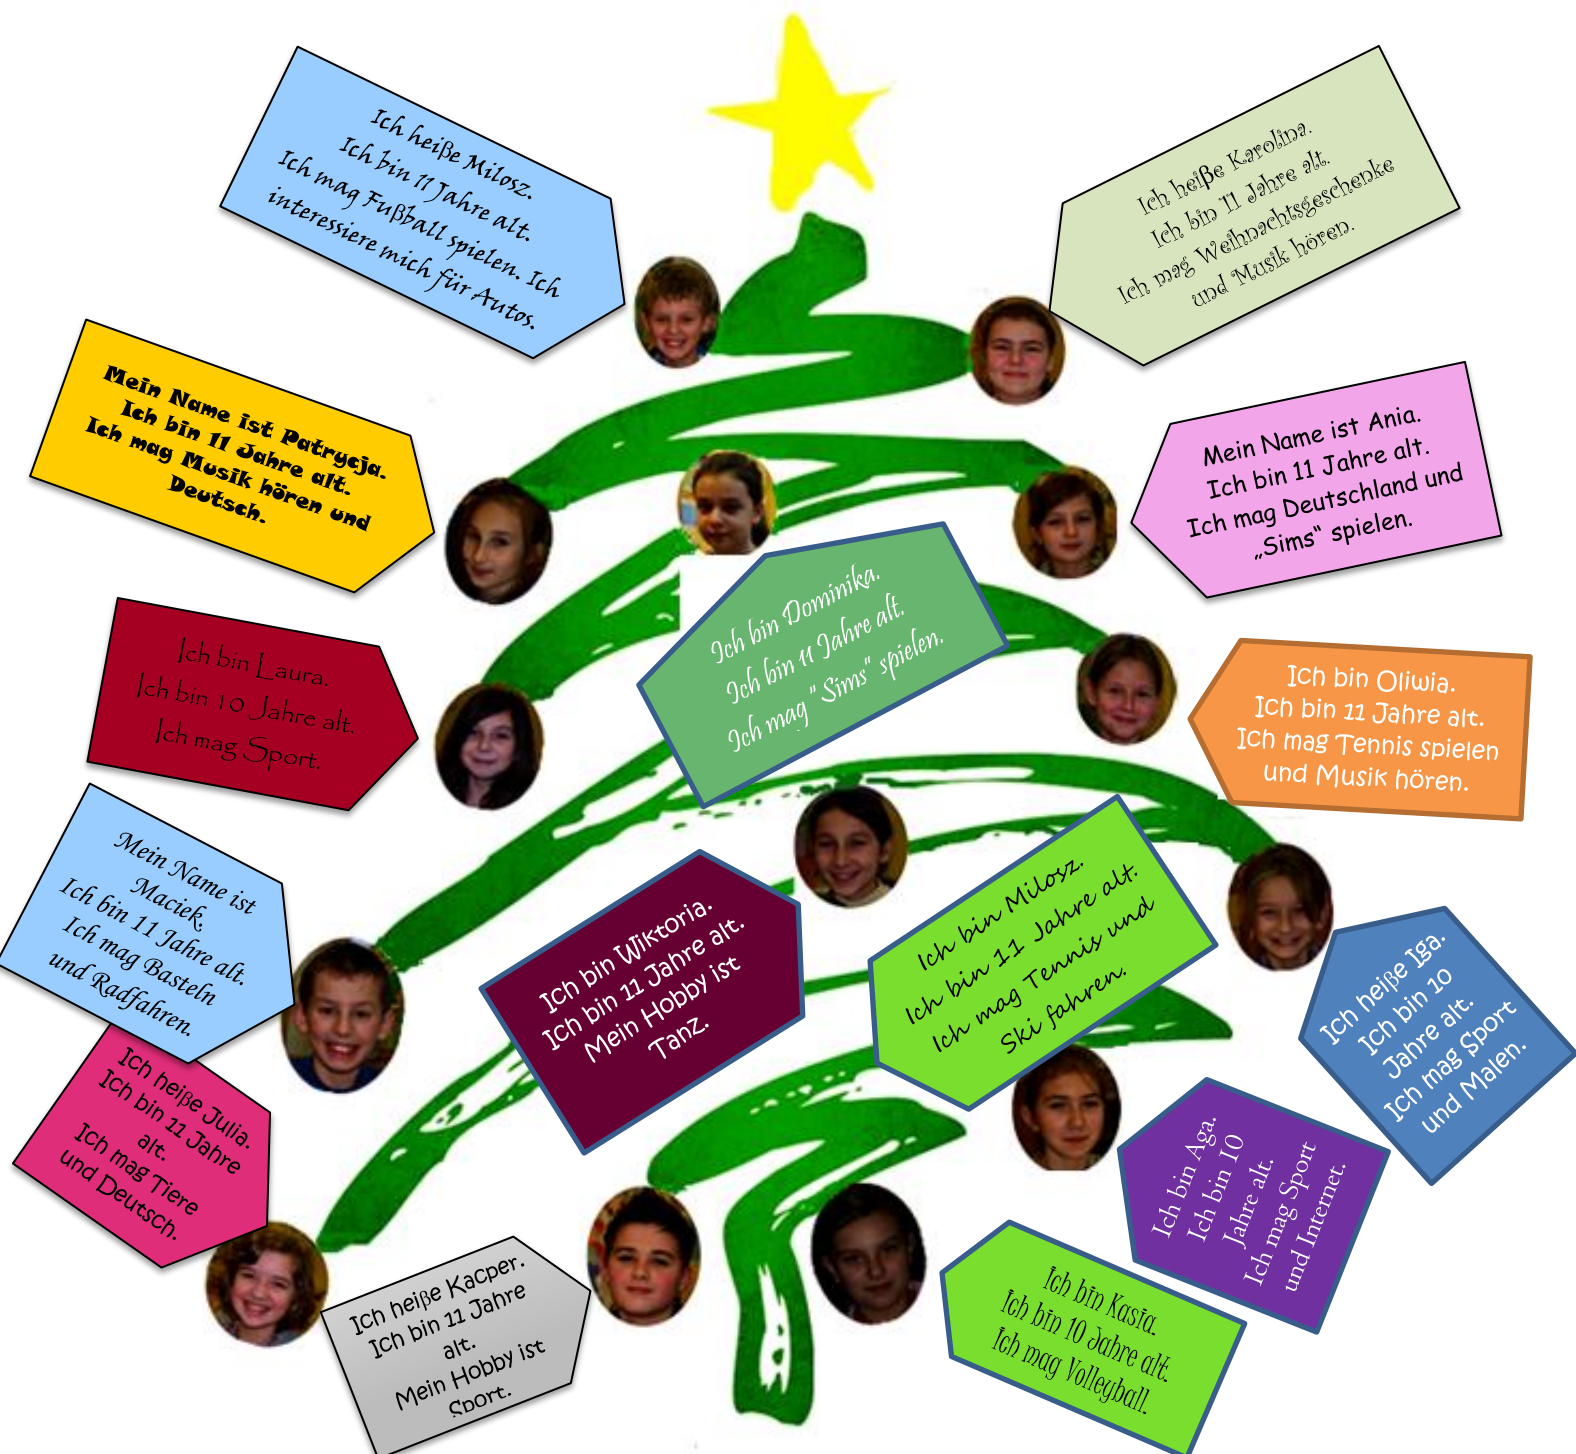 Ich heiße Milosz.
Ich bin 11 Jahre alt.
Ich mag Fußball spielen. Ich
interessiere mich für Autos.
Ich heiße Karolina.
Ich bin 11 Jahre alt.
Ich mag Weihnachtsgeschenke
und Musik hören.
Mein Name ist Patrycja.
Ich bin 11 Jahre alt.
Ich mag Musik hören und
Deutsch.
Mein Name ist Ania.
Ich bin 11 Jahre alt.
Ich mag Deutschland und
„Sims“ spielen.
Ich bin Dominika.
Ich bin 11 Jahre alt.
Ich mag "Sims" spielen.
Ich bin Laura.
Ich bin 10 Jahre alt.
Ich mag Sport.
Ich bin Oliwia.
Ich bin 11 Jahre alt.
Ich mag Tennis spielen
und Musik hören.
Mein Name ist
Maciek.
Ich bin 11 Jahre alt.
Ich mag Basteln
und Radfahren.
Ich bin Wiktoria.
Ich bin 11 Jahre alt.
Mein Hobby ist
Tanz.
Ich bin Milosz.
Ich bin 11 Jahre alt.
Ich mag Tennis und
Ski fahren.
Ich heiße Iga.
Ich bin 10
Jahre alt.
Ich mag Sport
und Malen.
Ich heiße Julia.
Ich bin 11 Jahre
alt.
Ich mag Tiere
und Deutsch.
Ich bin Aga.
Ich bin 10
Jahre alt.
Ich mag Sport
und Internet.
Ich heiße Kacper.
Ich bin 11 Jahre
alt.
Mein Hobby ist
Sport.
Ich bin Kasia.
Ich bin 10 Jahre alt.
Ich mag Volleyball.